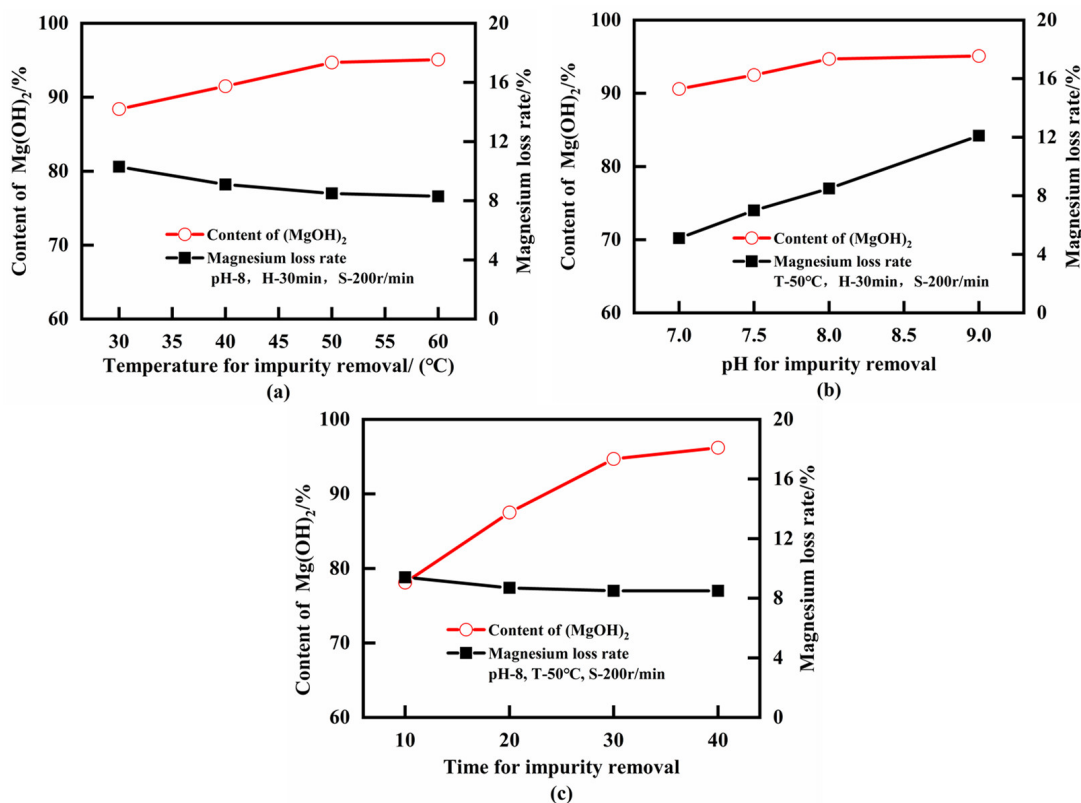 100
90
80
70
60
Content of Mg(OH)₂/%
20
16
12
8
4
0
Magnesium loss rate/%
Content of (MgOH)₂
Magnesium loss rate
pH-8，H-30min，S-200r/min
30 35 40 45 50 55 60
Temperature for impurity removal/ (℃)
(a)
100
90
80
70
60
Content of Mg(OH)₂/%
20
16
12
8
4
0
Magnesium loss rate/%
Content of (MgOH)₂
Magnesium loss rate
T-50℃，H-30min，S-200r/min
7.0 7.5 8.0 8.5 9.0
pH for impurity removal
(b)
100
90
80
70
60
Content of Mg(OH)₂/%
20
16
12
8
4
0
Magnesium loss rate/%
Content of (MgOH)₂
Magnesium loss rate
pH-8, T-50℃, S-200r/min
10 20 30 40
Time for impurity removal
(c)